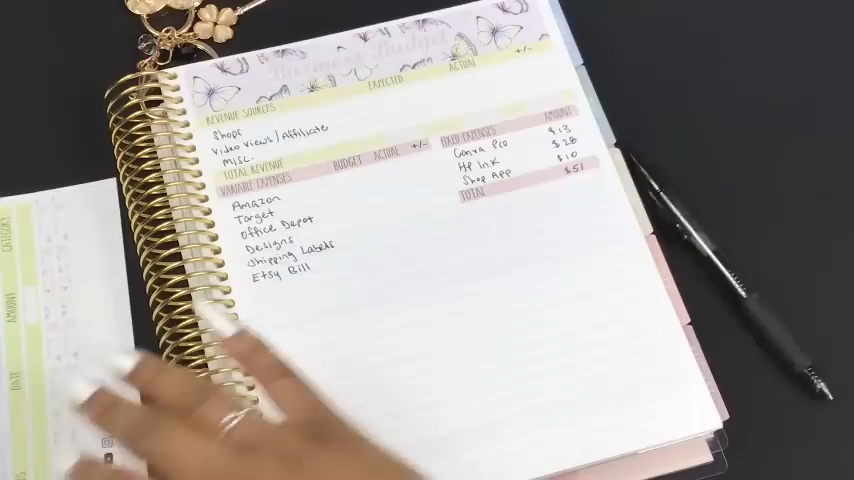 Business Budget
EXPECTED ACTUAL +/-
REVENUE SOURCES
Shops
Video Views / Affiliate
Misc.
TOTAL REVENUE
VARIABLE EXPENSES BUDGET ACTUAL +/-
Amazon
Target
Office Depot
Designs
Shipping Labels
Etsy Bill
FIXED EXPENSES AMOUNT
Canva Pro $13
HP Ink $28
Shop App $10
TOTAL $51
CATEGORY
AMOUNT
DATE